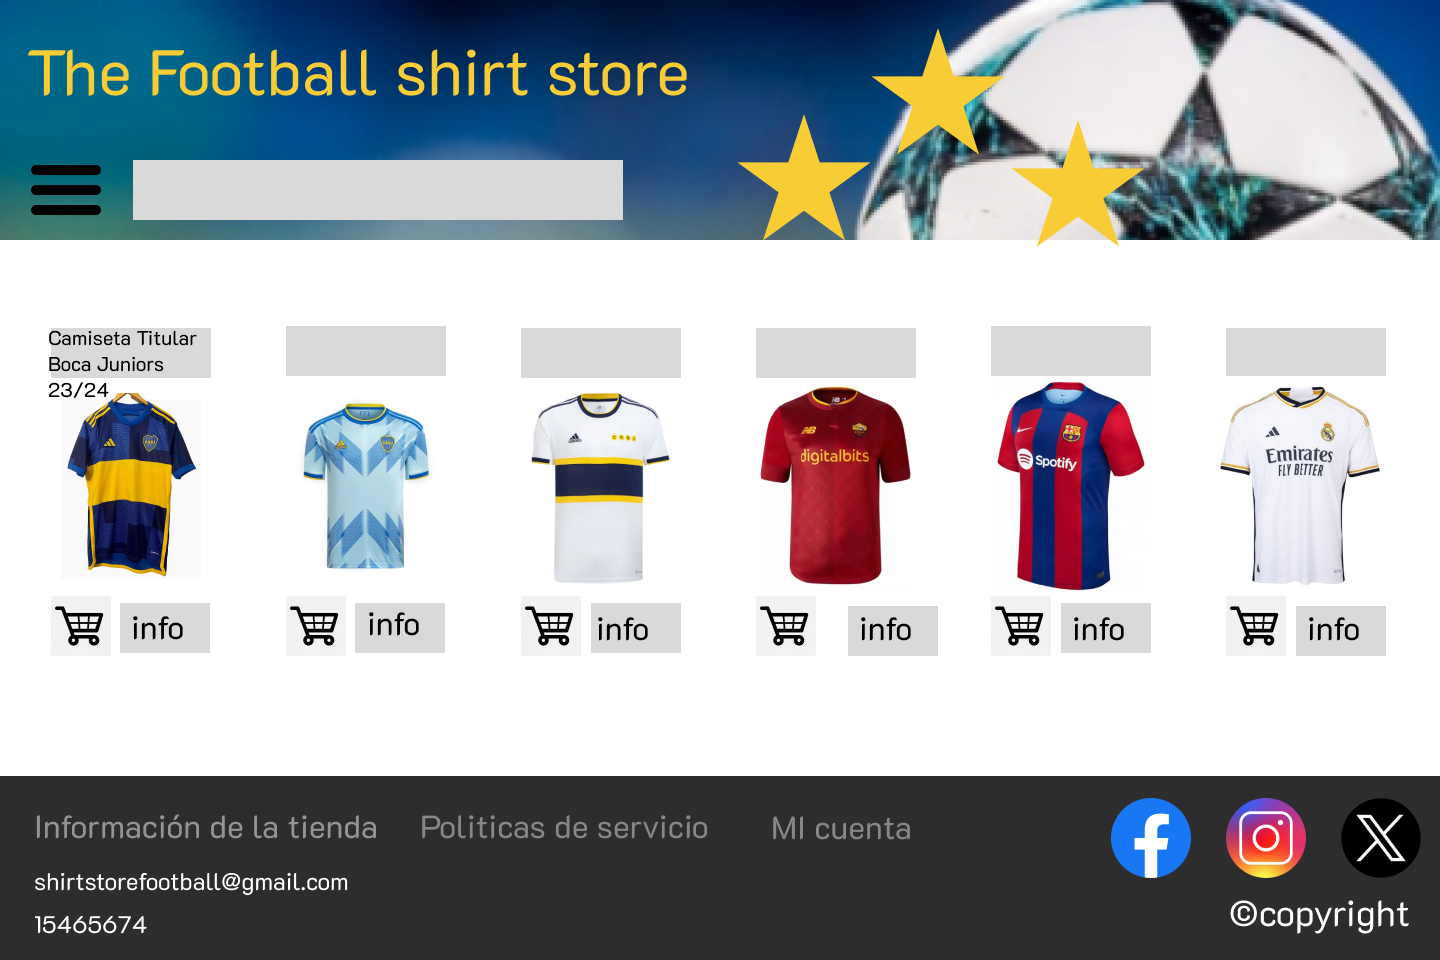 The Football shirt store
Camiseta Titular
Boca Juniors
23/24
digitalbits
Spotify
Emirates
FLY BETTER
info
info
info
info
info
info
Información de la tienda
Politicas de servicio
MI cuenta
shirtstorefootball@gmail.com
15465674
©copyright